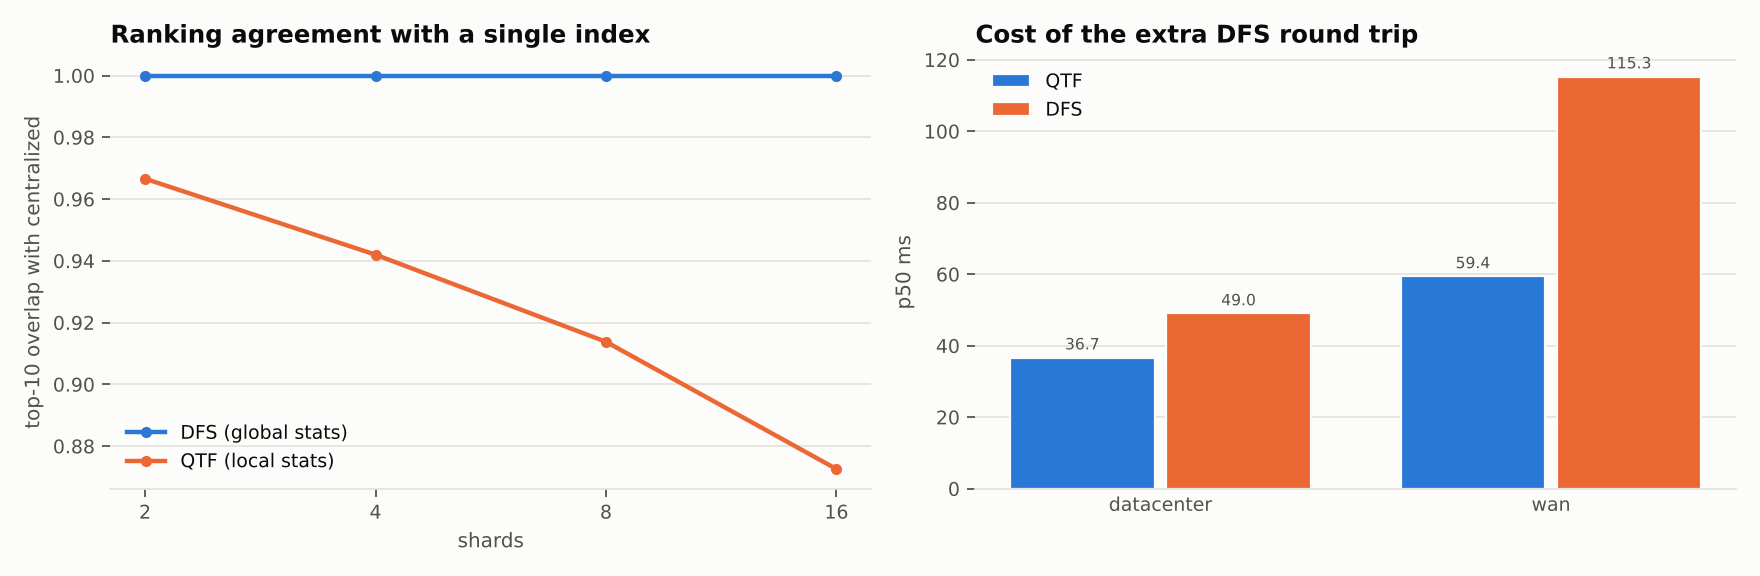 Ranking agreement with a single index
top-10 overlap with centralized
1.00
0.98
0.96
0.94
0.92
0.90
0.88
DFS (global stats)
QTF (local stats)
2 4 8 16
shards
Cost of the extra DFS round trip
p50 ms
120
100
80
60
40
20
0
QTF
DFS
36.7
49.0
59.4
115.3
datacenter wan